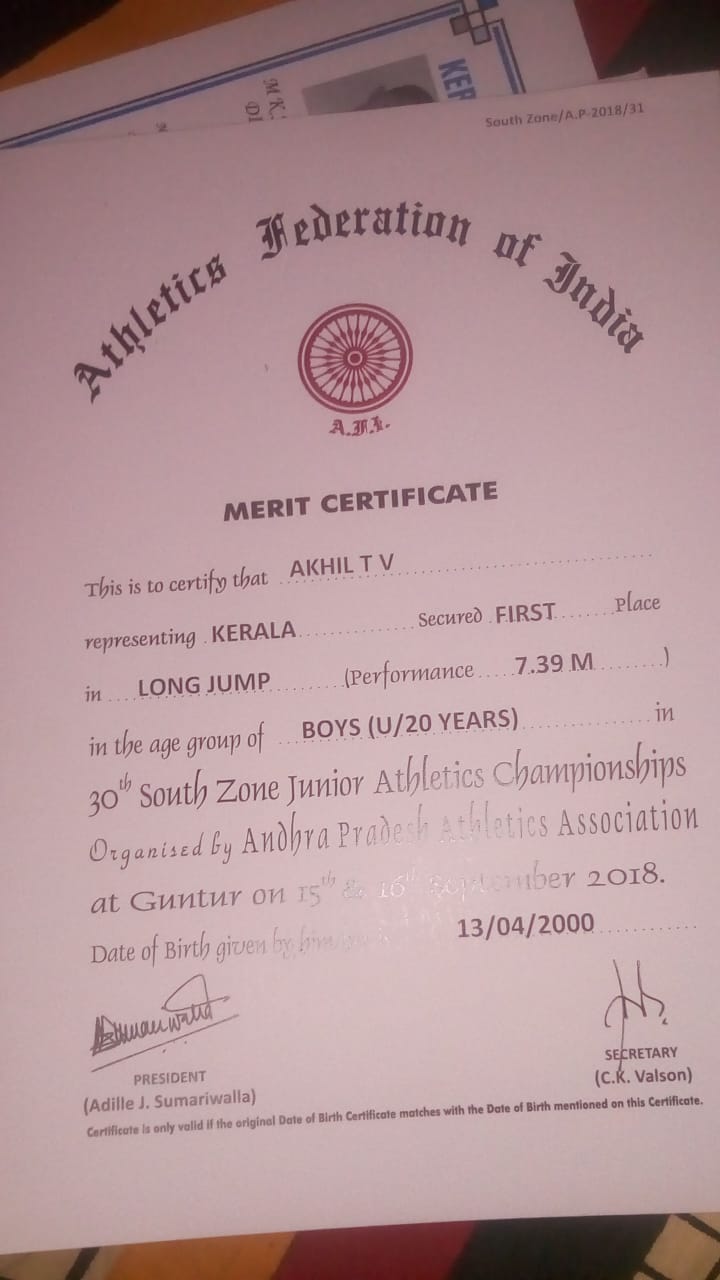 KER
M K
South Zone/A.P-2018/31
Athletics Federation of India
A.F.I.
MERIT CERTIFICATE
This is to certify that AKHIL T V
representing KERALA Secured FIRST Place
in LONG JUMP (Performance 7.39 M)
in the age group of BOYS (U/20 YEARS) in
30th South Zone Junior Athletics Championships
Organised by Andhra Pradesh Athletics Association
at Guntur on 15th & 16th September 2018.
Date of Birth given by him 13/04/2000
PRESIDENT
(Adille J. Sumariwalla)
SECRETARY
(C.K. Valson)
Certificate is only valid if the original Date of Birth Certificate matches with the Date of Birth mentioned on this Certificate.